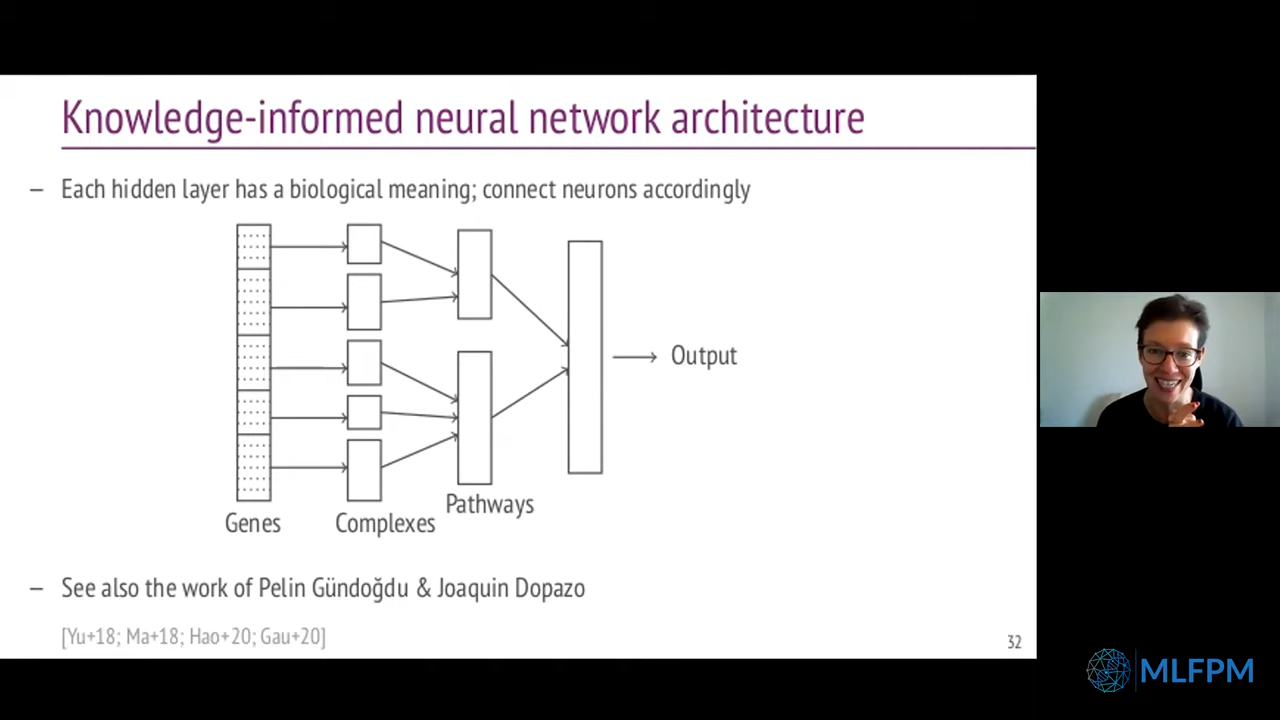 Knowledge-informed neural network architecture
– Each hidden layer has a biological meaning; connect neurons accordingly
Output
Pathways
Genes
Complexes
– See also the work of Pelin Gündoğdu & Joaquin Dopazo
[Yu+18; Ma+18; Hao+20; Gau+20]
32
MLFPM